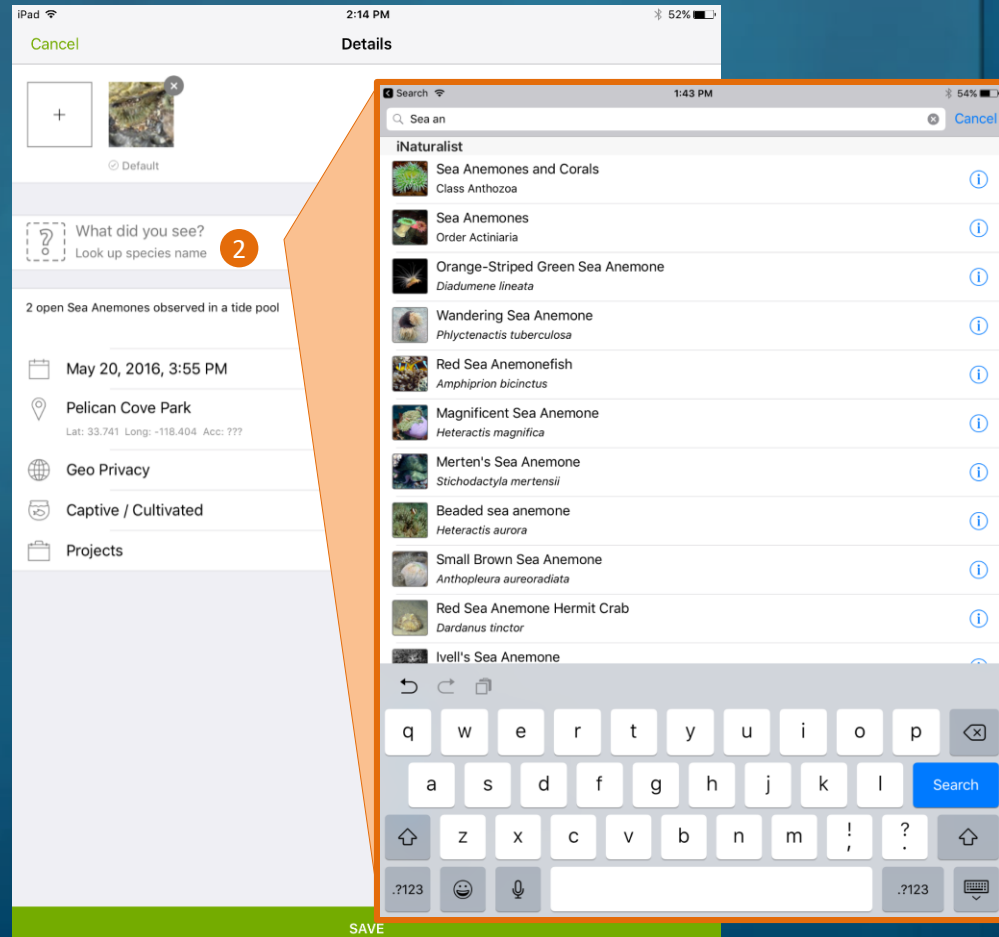 iPad 2:14 PM 52%
Cancel Details
+
Default
What did you see?
Look up species name
2
2 open Sea Anemones observed in a tide pool
May 20, 2016, 3:55 PM
Pelican Cove Park
Lat: 33.741 Long: -118.404 Acc: ???
Geo Privacy
Captive / Cultivated
Projects
SAVE
Search 1:43 PM 54%
Sea an Cancel
iNaturalist
Sea Anemones and Corals
Class Anthozoa
Sea Anemones
Order Actiniaria
Orange-Striped Green Sea Anemone
Diadumene lineata
Wandering Sea Anemone
Phlyctenactis tuberculosa
Red Sea Anemonefish
Amphiprion bicinctus
Magnificent Sea Anemone
Heteractis magnifica
Merten's Sea Anemone
Stichodactyla mertensii
Beaded sea anemone
Heteractis aurora
Small Brown Sea Anemone
Anthopleura aureoradiata
Red Sea Anemone Hermit Crab
Dardanus tinctor
Ivell's Sea Anemone
q w e r t y u i o p
a s d f g h j k l Search
z x c v b n m ! , ? .
.?123 .?123